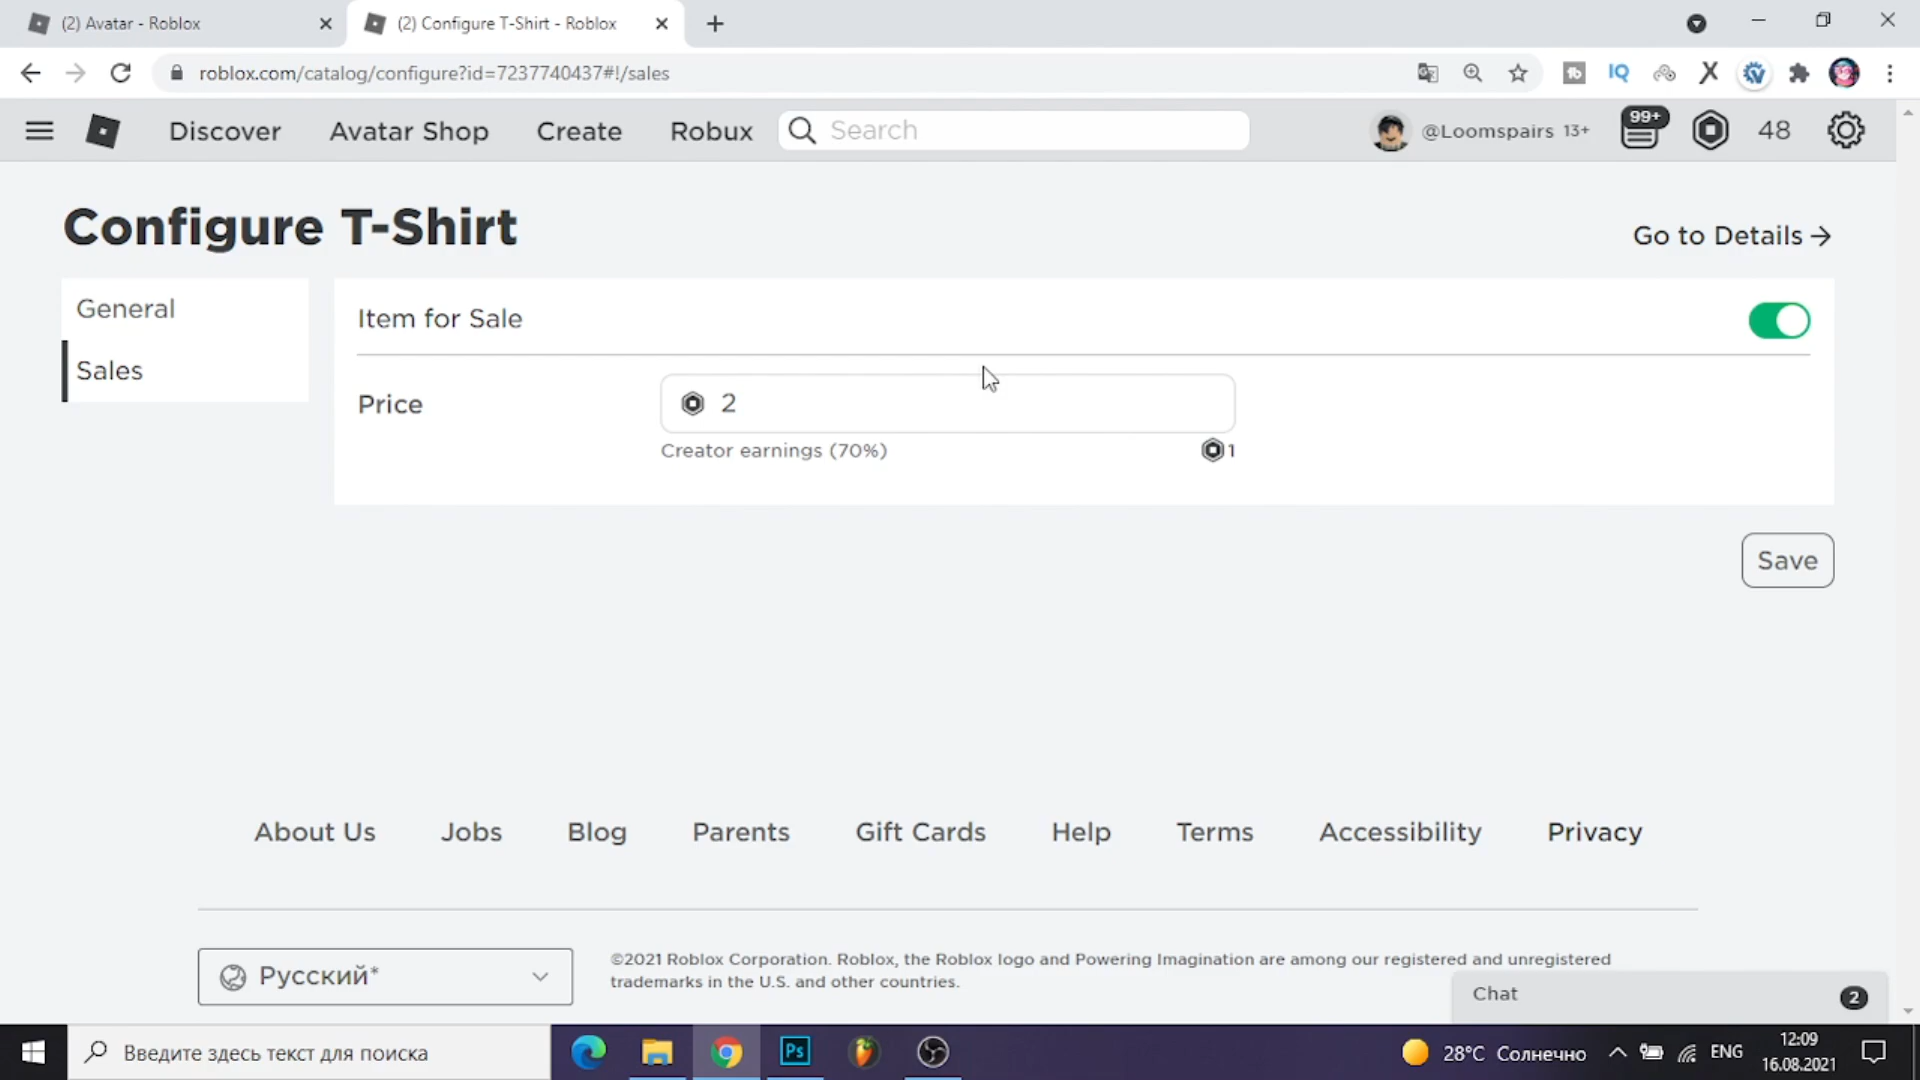 (2) Avatar - Roblox
(2) Configure T-Shirt - Roblox
roblox.com/catalog/configure?id=7237740437#!/sales
IQ
X
Discover
Avatar Shop
Create
Robux
Search
@Loomspairs 13+
99+
48
Configure T-Shirt
Go to Details
General
Sales
Item for Sale
Price
2
Creator earnings (70%)
1
Save
About Us
Jobs
Blog
Parents
Gift Cards
Help
Terms
Accessibility
Privacy
Русский*
©2021 Roblox Corporation. Roblox, the Roblox logo and Powering Imagination are among our registered and unregistered
trademarks in the U.S. and other countries.
Chat
2
Введите здесь текст для поиска
Ps
28°C Солнечно
ENG
12:09
16.08.2021